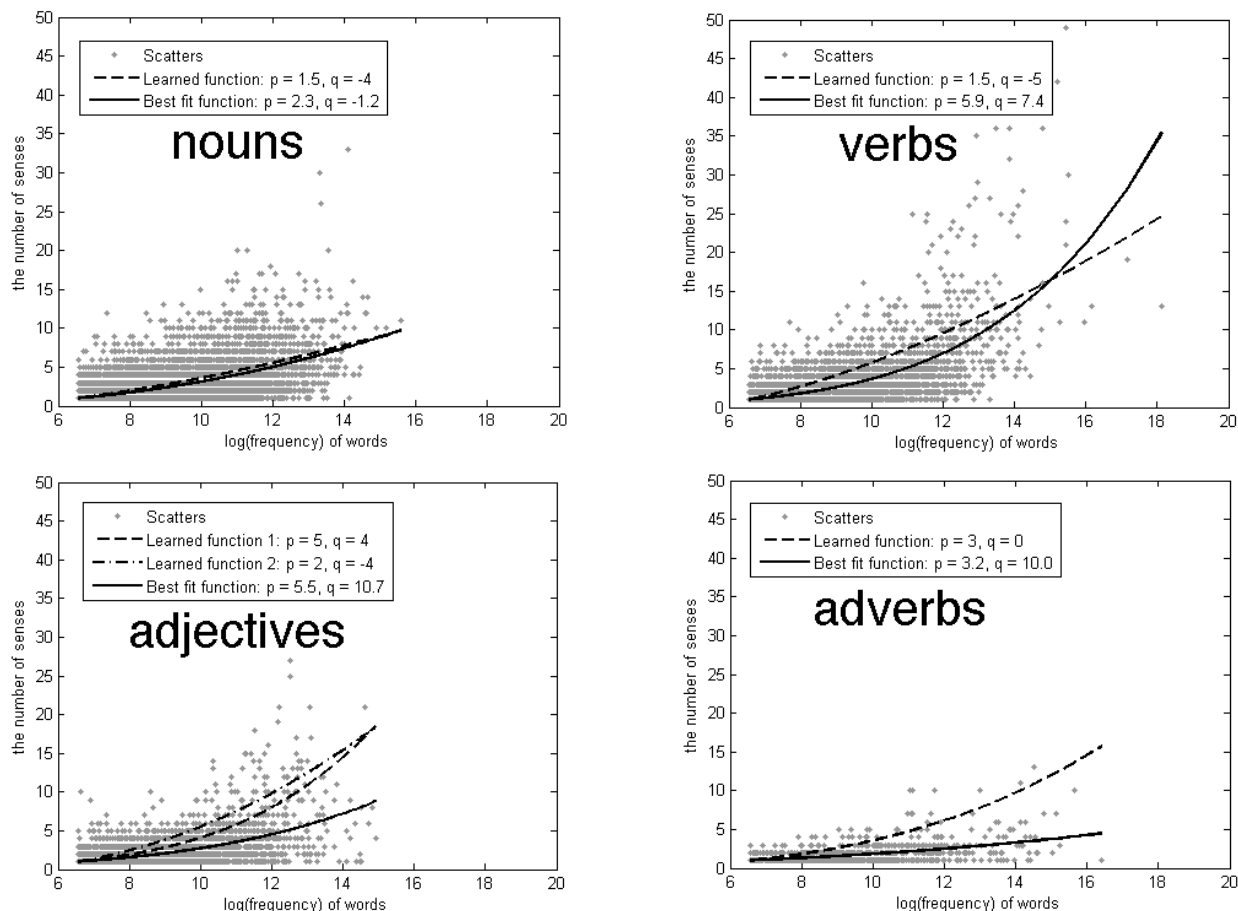 50
45
40
35
30
25
20
15
10
5
0
the number of senses
Scatters
Learned function: p = 1.5, q = -4
Best fit function: p = 2.3, q = -1.2
nouns
6 8 10 12 14 16 18 20
log(frequency) of words
50
45
40
35
30
25
20
15
10
5
0
the number of senses
Scatters
Learned function: p = 1.5, q = -5
Best fit function: p = 5.9, q = 7.4
verbs
6 8 10 12 14 16 18 20
log(frequency) of words
50
45
40
35
30
25
20
15
10
5
0
the number of senses
Scatters
Learned function 1: p = 5, q = 4
Learned function 2: p = 2, q = -4
Best fit function: p = 5.5, q = 10.7
adjectives
6 8 10 12 14 16 18 20
log(frequency) of words
50
45
40
35
30
25
20
15
10
5
0
the number of senses
Scatters
Learned function: p = 3, q = 0
Best fit function: p = 3.2, q = 10.0
adverbs
6 8 10 12 14 16 18 20
log(frequency) of words